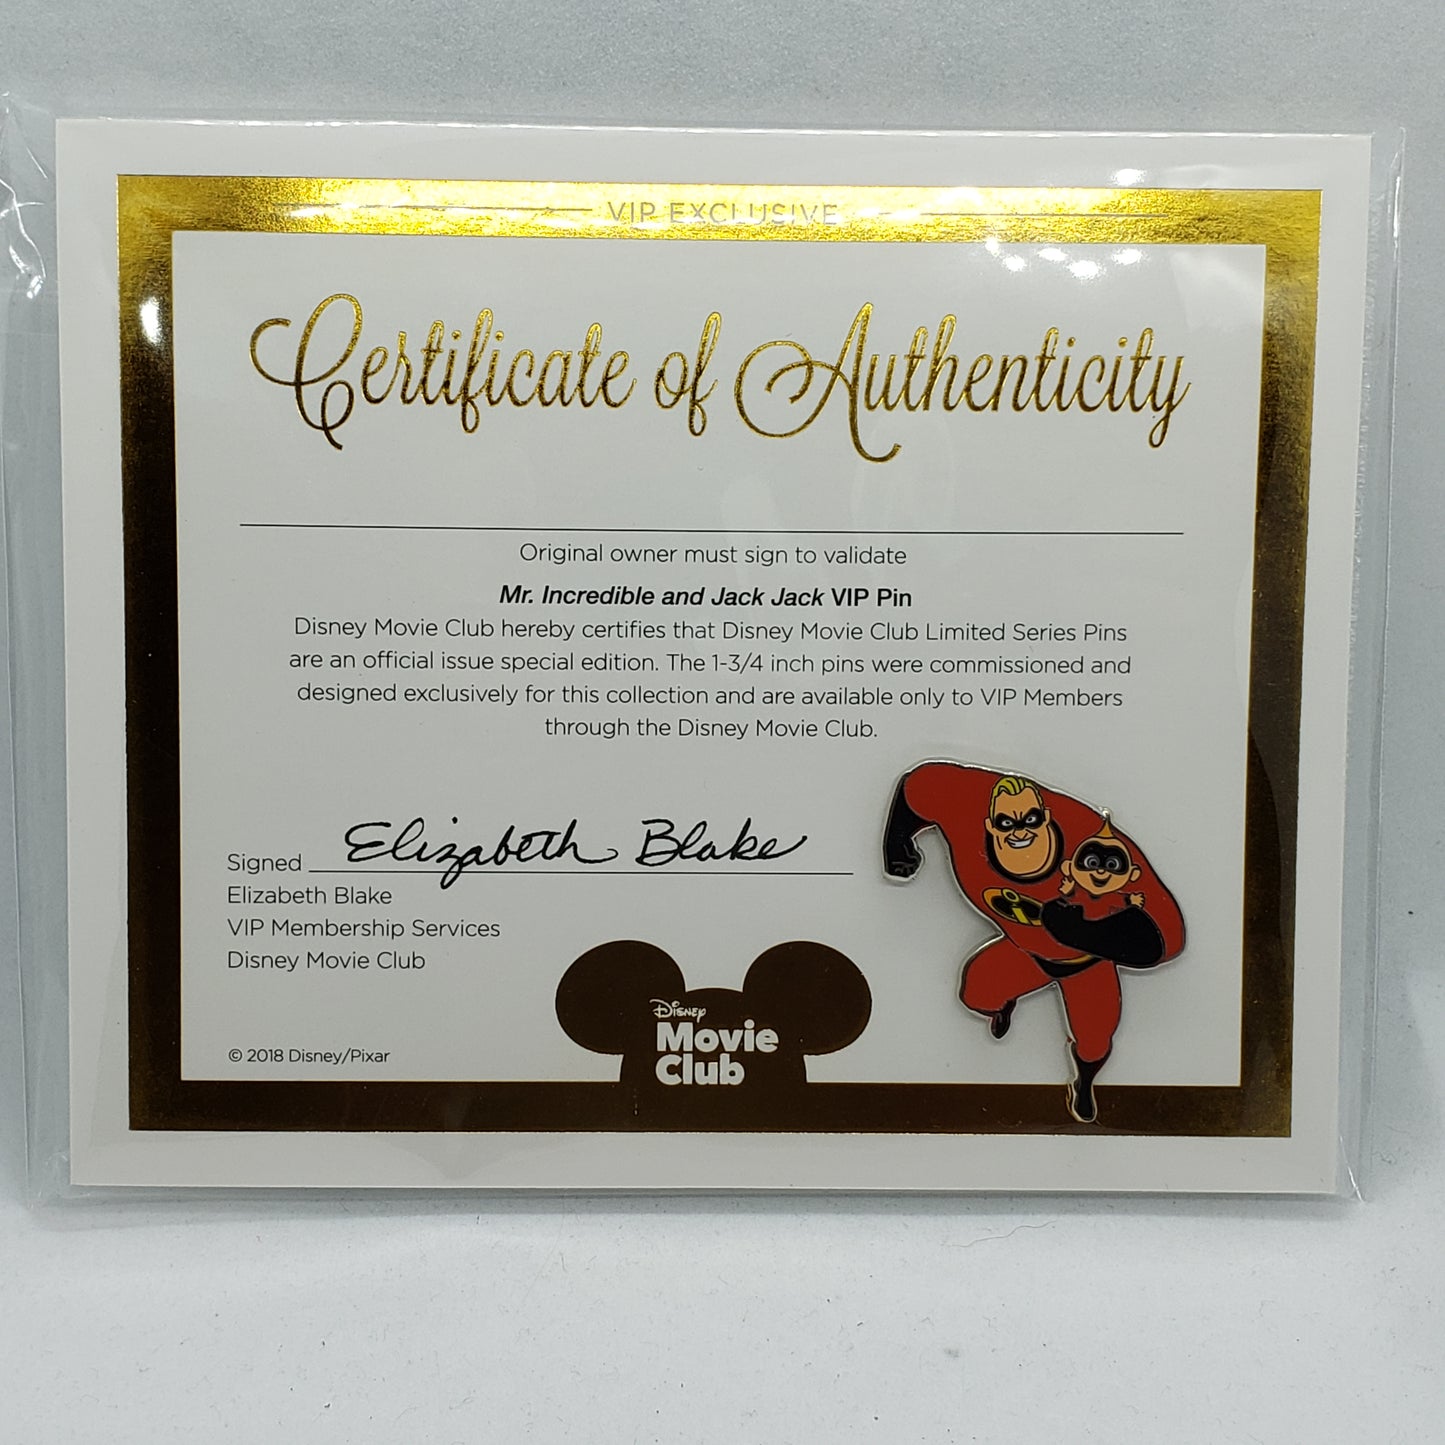 VIP EXCLUSIVE
Certificate of Authenticity
Original owner must sign to validate
Mr. Incredible and Jack Jack VIP Pin
Disney Movie Club hereby certifies that Disney Movie Club Limited Series Pins
are an official issue special edition. The 1-3/4 inch pins were commissioned and
designed exclusively for this collection and are available only to VIP Members
through the Disney Movie Club.
Signed Elizabeth Blake
Elizabeth Blake
VIP Membership Services
Disney Movie Club
© 2018 Disney/Pixar
Disney
Movie
Club
i